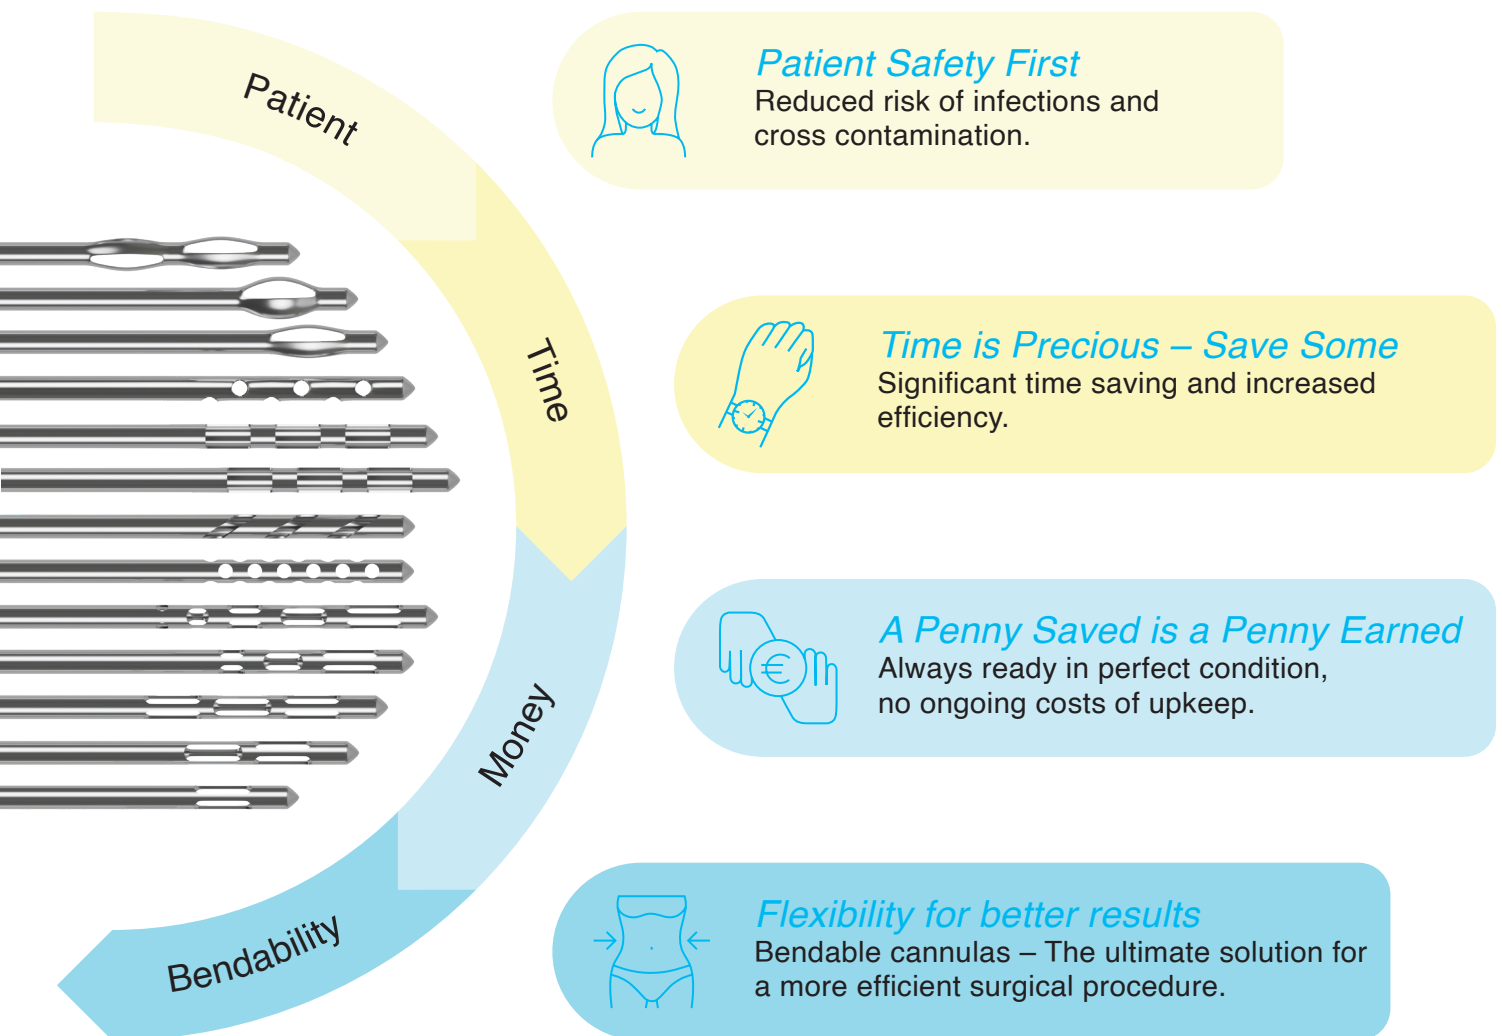 Patient
Patient Safety First
Reduced risk of infections and
cross contamination.
Time
Time is Precious – Save Some
Significant time saving and increased
efficiency.
Money
€
A Penny Saved is a Penny Earned
Always ready in perfect condition,
no ongoing costs of upkeep.
Bendability
Flexibility for better results
Bendable cannulas – The ultimate solution for
a more efficient surgical procedure.